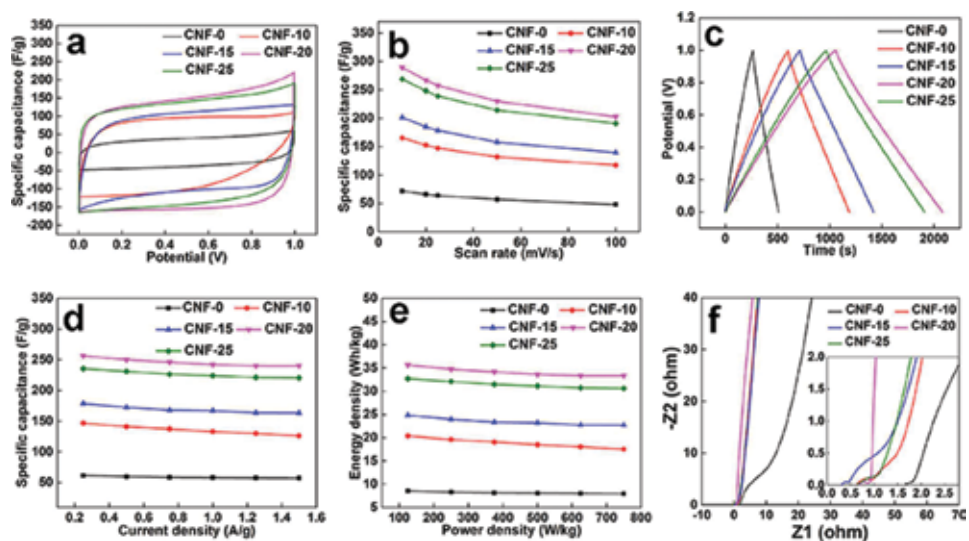 a
CNF-0 CNF-10
CNF-15 CNF-20
CNF-25
Specific capacitance (F/g)
350
300
250
200
150
100
50
0
-50
-100
-150
-200
0.0 0.2 0.4 0.6 0.8 1.0
Potential (V)
b
CNF-0 CNF-10
CNF-15 CNF-20
CNF-25
Specific capacitance (F/g)
350
300
250
200
150
100
50
0
0 20 40 60 80 100
Scan rate (mV/s)
c
CNF-0
CNF-10
CNF-15
CNF-20
CNF-25
Potential (V)
1.2
1.0
0.8
0.6
0.4
0.2
0.0
0 500 1000 1500 2000
Time (s)
d
CNF-0 CNF-10
CNF-15 CNF-20
CNF-25
Specific capacitance (F/g)
350
300
250
200
150
100
50
0.2 0.4 0.6 0.8 1.0 1.2 1.4 1.6
Current density (A/g)
e
CNF-0 CNF-10
CNF-15 CNF-20
CNF-25
Energy density (Wh/kg)
50
45
40
35
30
25
20
15
10
5
100 200 300 400 500 600 700 800
Power density (W/kg)
f
CNF-0 CNF-10
CNF-15 CNF-20
CNF-25
-Z2 (ohm)
40
20
0
2.0
1.5
1.0
0.5
0.0
0.0 0.5 1.0 1.5 2.0 2.5
-10 0 10 20 30 40 50 60 70
Z1 (ohm)